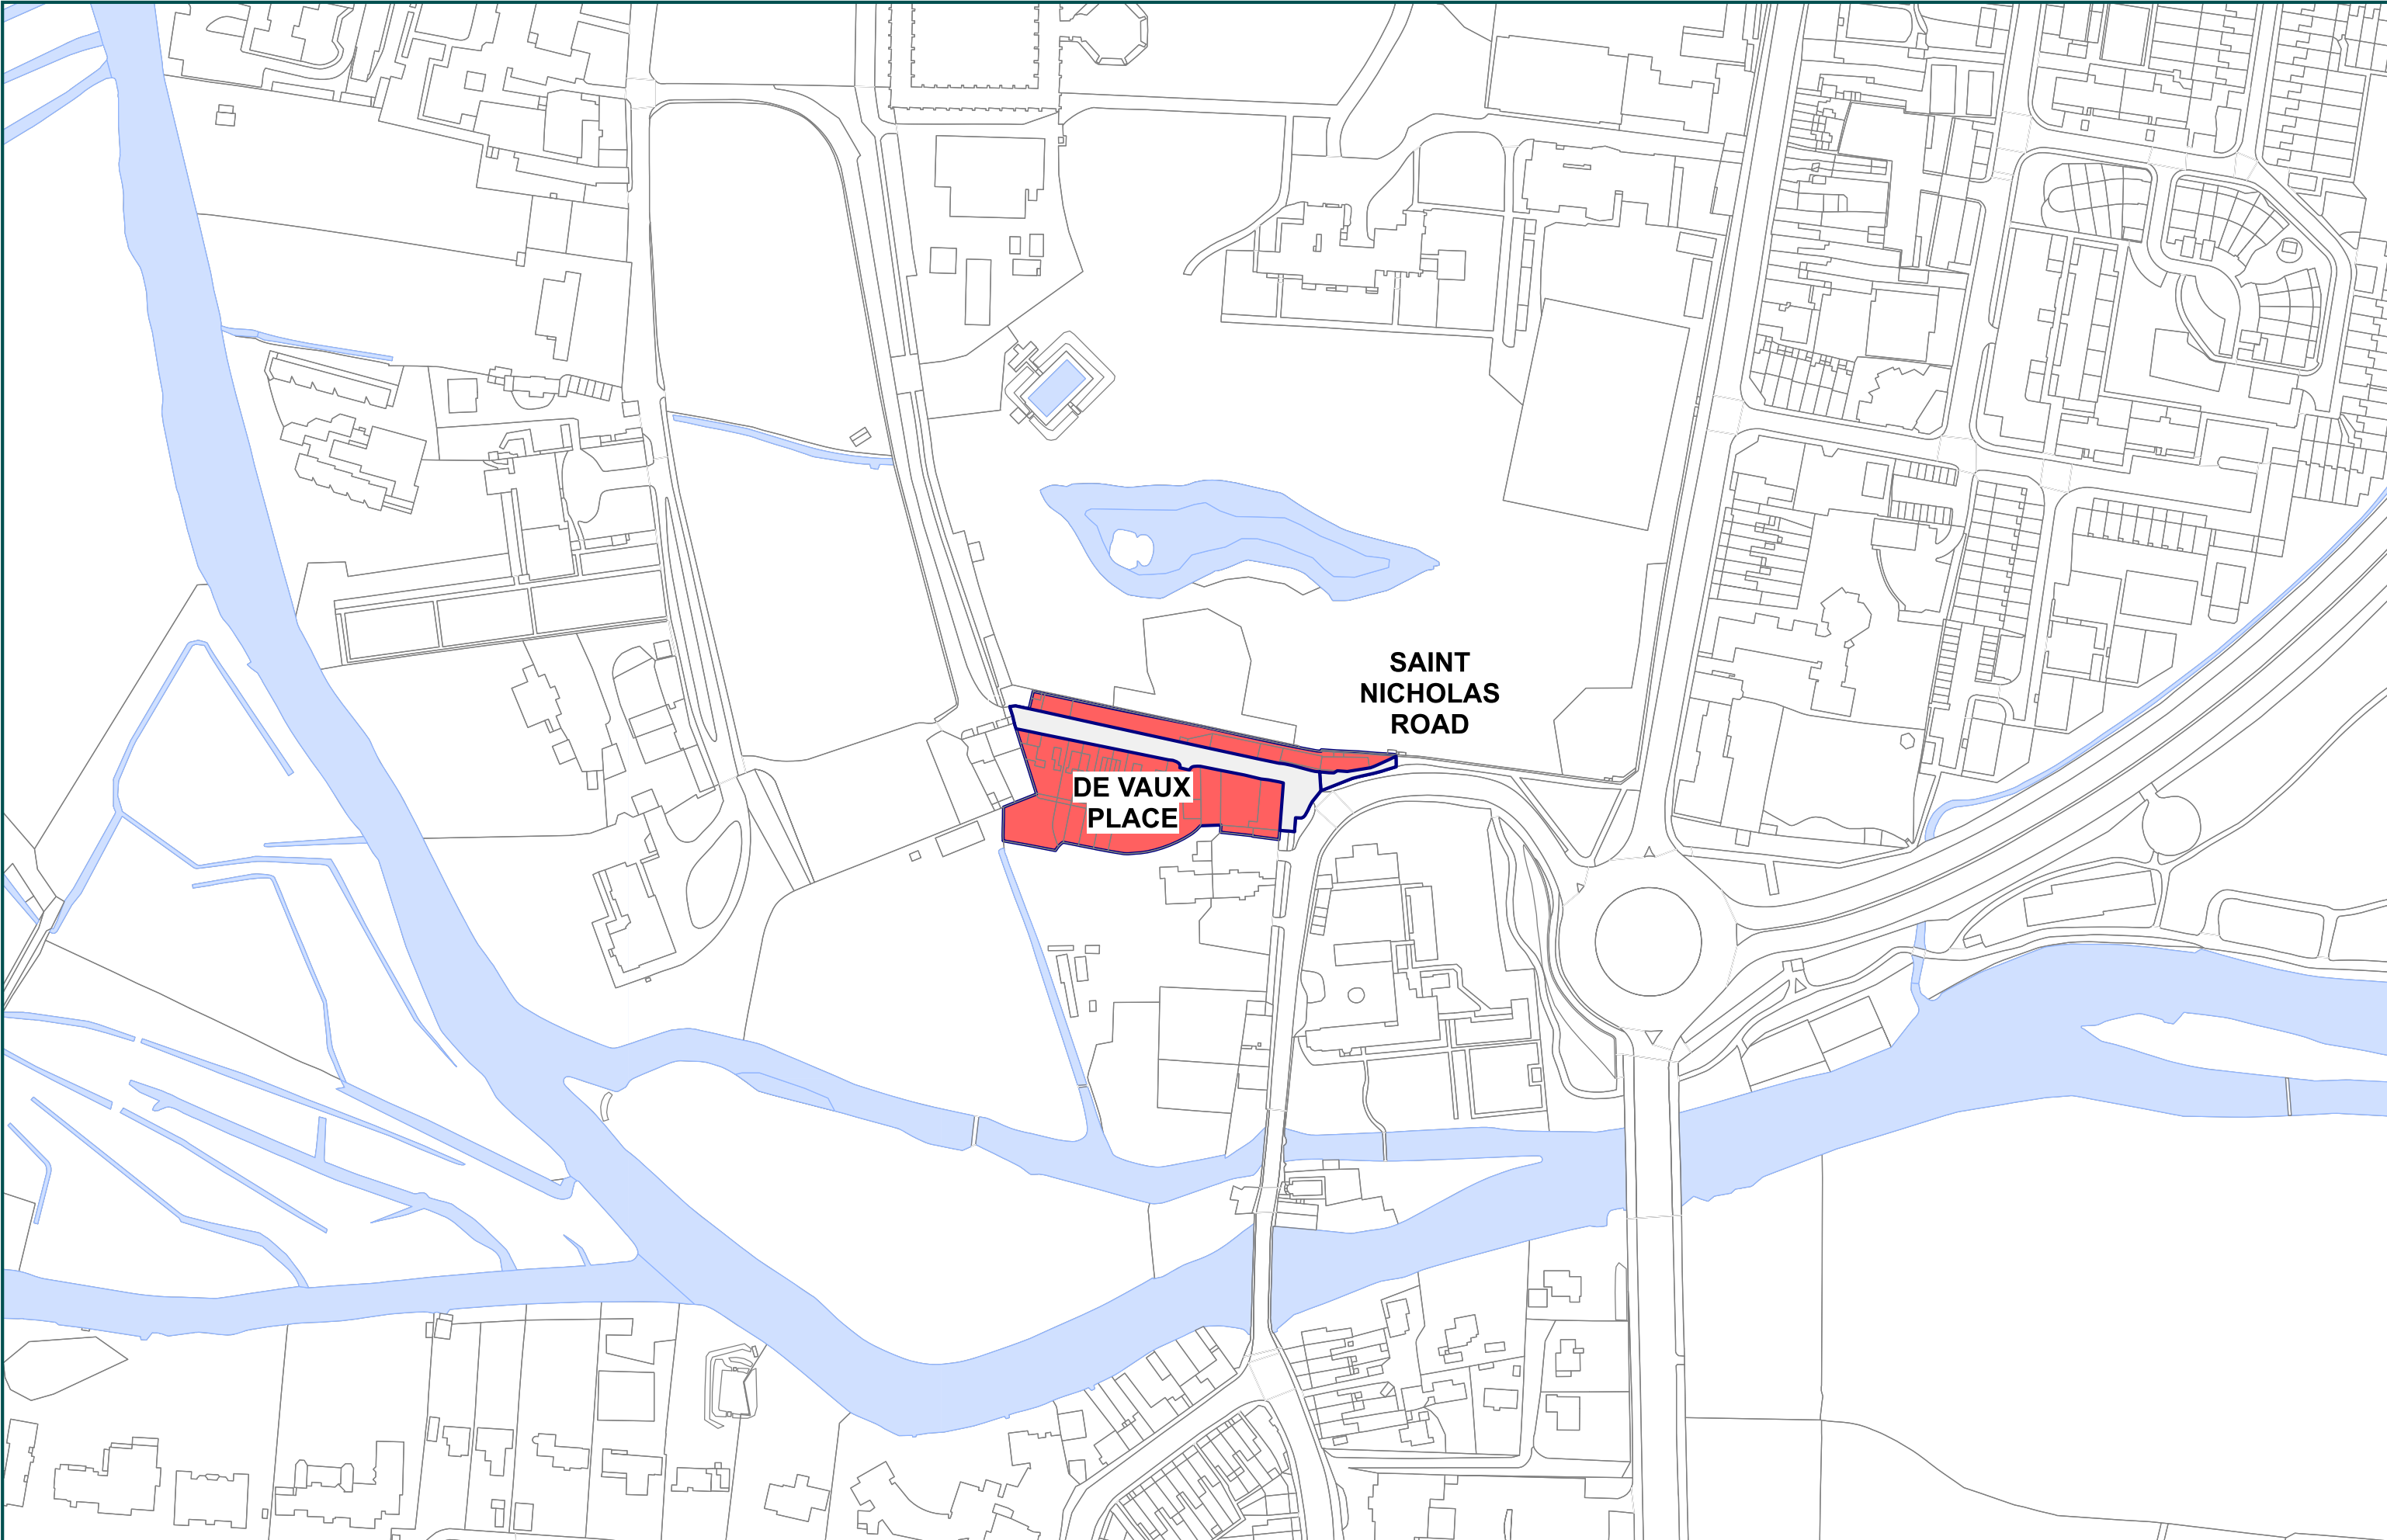 SAINT
NICHOLAS
ROAD
DE VAUX
PLACE